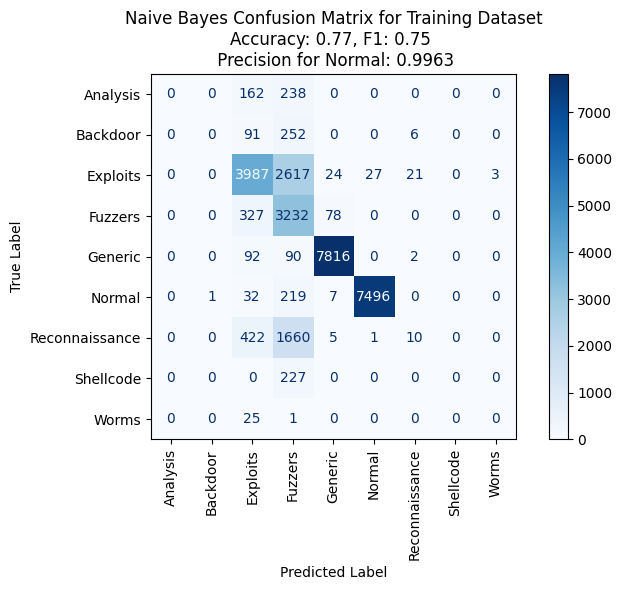 Naive Bayes Confusion Matrix for Training Dataset
Accuracy: 0.77, F1: 0.75
Precision for Normal: 0.9963
True Label
Analysis 0 0 162 238 0 0 0 0 0
Backdoor 0 0 91 252 0 0 6 0 0
Exploits 0 0 3987 2617 24 27 21 0 3
Fuzzers 0 0 327 3232 78 0 0 0 0
Generic 0 0 92 90 7816 0 2 0 0
Normal 0 1 32 219 7 7496 0 0 0
Reconnaissance 0 0 422 1660 5 1 10 0 0
Shellcode 0 0 0 227 0 0 0 0 0
Worms 0 0 25 1 0 0 0 0 0
Analysis
Backdoor
Exploits
Fuzzers
Generic
Normal
Reconnaissance
Shellcode
Worms
Predicted Label
7000
6000
5000
4000
3000
2000
1000
0